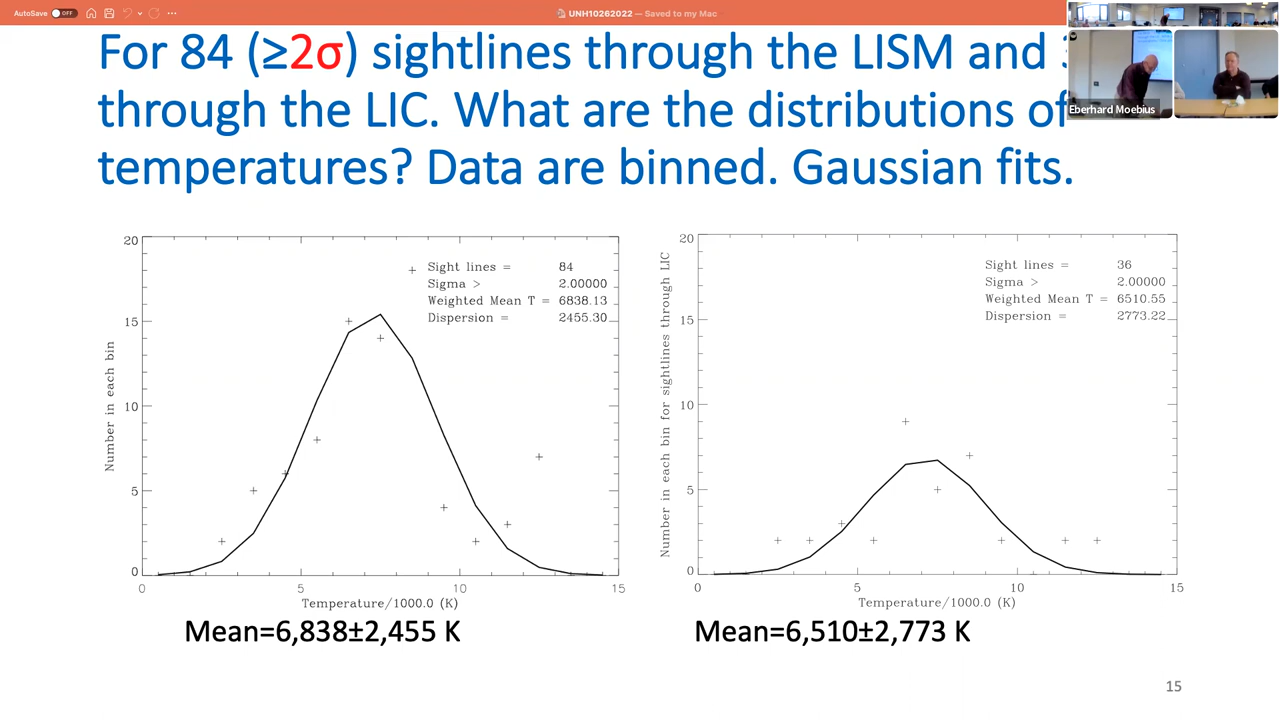 AutoSave OFF
UNH10262022 — Saved to my Mac
For 84 (≥2σ) sightlines through the LISM and 3
through the LIC. What are the distributions of
temperatures? Data are binned. Gaussian fits.
Eberhard Moebius
20
15
10
5
0
0 5 10 15
Number in each bin
Temperature/1000.0 (K)
Sight lines = 84
Sigma > 2.00000
Weighted Mean T = 6838.13
Dispersion = 2455.30
Mean=6,838±2,455 K
20
15
10
5
0
0 5 10 15
Number in each bin for sightlines through LIC
Temperature/1000.0 (K)
Sight lines = 36
Sigma > 2.00000
Weighted Mean T = 6510.55
Dispersion = 2773.22
Mean=6,510±2,773 K
15